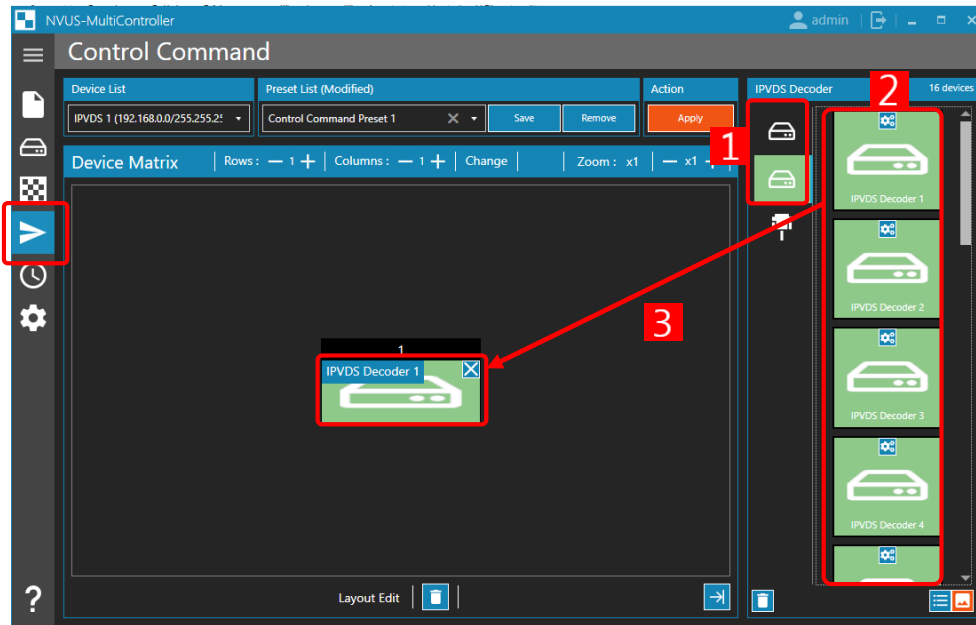 NVUS-MultiController
admin
Control Command
Device List
Preset List (Modified)
Action
IPVDS Decoder
2
16 devices
IPVDS 1 (192.168.0.0/255.255.25
Control Command Preset 1
Save
Remove
Apply
1
Device Matrix
Rows : 1
Columns : 1
Change
Zoom : x1
x1
IPVDS Decoder 1
IPVDS Decoder 2
3
1
IPVDS Decoder 1
IPVDS Decoder 3
IPVDS Decoder 4
Layout Edit
?